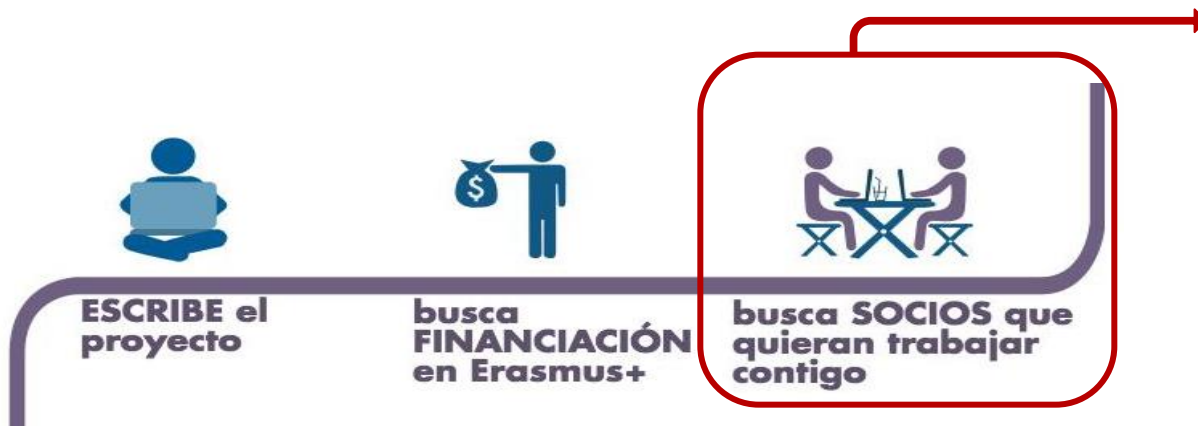 $
ESCRIBE el
proyecto
busca
FINANCIACIÓN
en Erasmus+
busca SOCIOS que
quieran trabajar
contigo